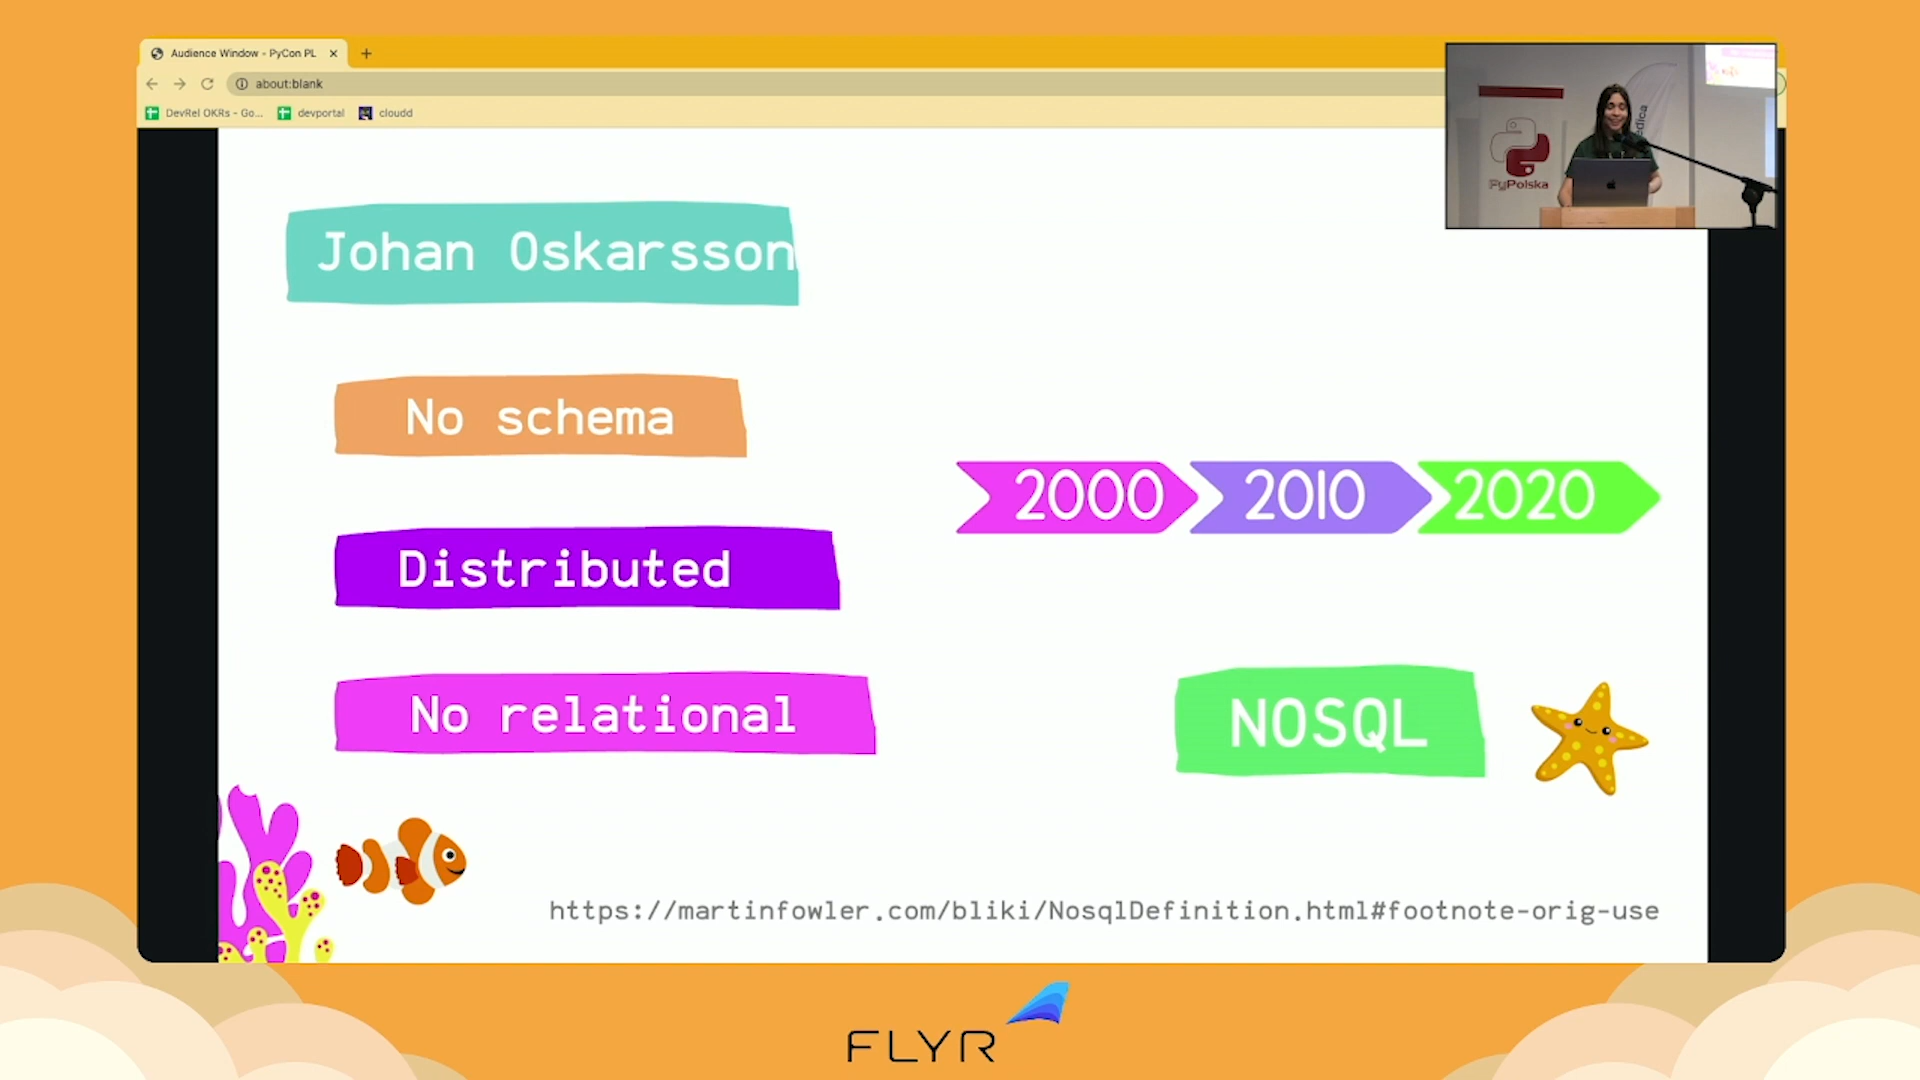 Audience Window - PyCon PL
about:blank
DevRel OKRs - Go...
devportal
cloudd
PyPolska
Johan Oskarsson
No schema
Distributed
No relational
2000
2010
2020
NOSQL
https://martinfowler.com/bliki/NosqlDefinition.html#footnote-orig-use
FLYR